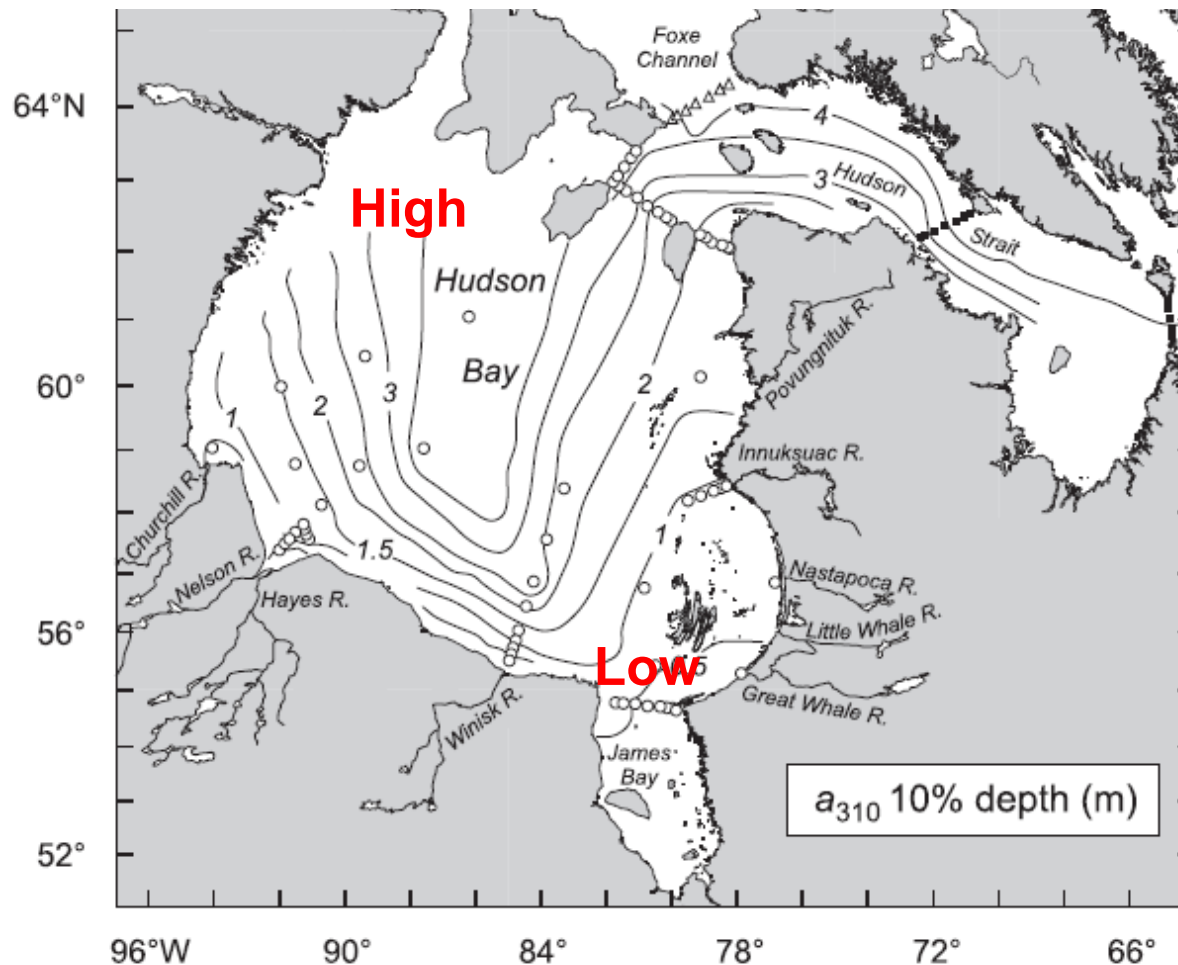 Foxe
Channel
64°N
4
High
3
Hudson
Strait
Hudson
Bay
Povungnituk R.
60°
2
3
2
1
Innuksuac R.
Churchill R.
1
1.5
Nelson R.
Hayes R.
Nastapoca R.
Little Whale R.
56°
Low
5
Great Whale R.
Winisk R.
James
Bay
a310 10% depth (m)
52°
96°W
90°
84°
78°
72°
66°